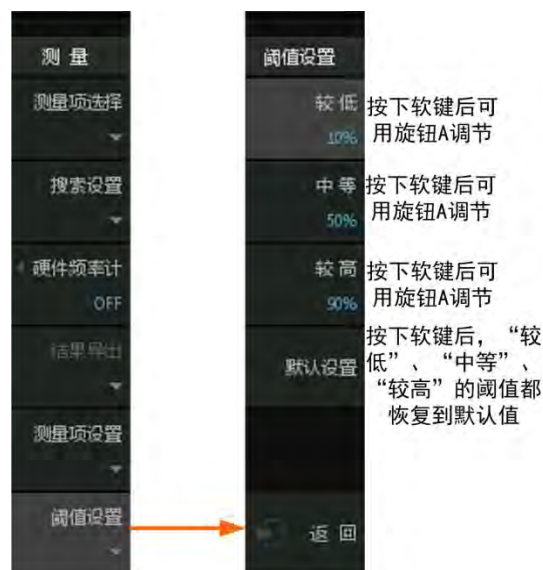 测 量
测量项选择
搜索设置
硬件频率计
OFF
结果导出
测量项设置
阈值设置
阈值设置
较 低
10%
按下软键后可
用旋钮A调节
中 等
50%
按下软键后可
用旋钮A调节
较 高
90%
按下软键后可
用旋钮A调节
默认设置
按下软键后，“较
低”、“中等”、
“较高”的阈值都
恢复到默认值
返 回